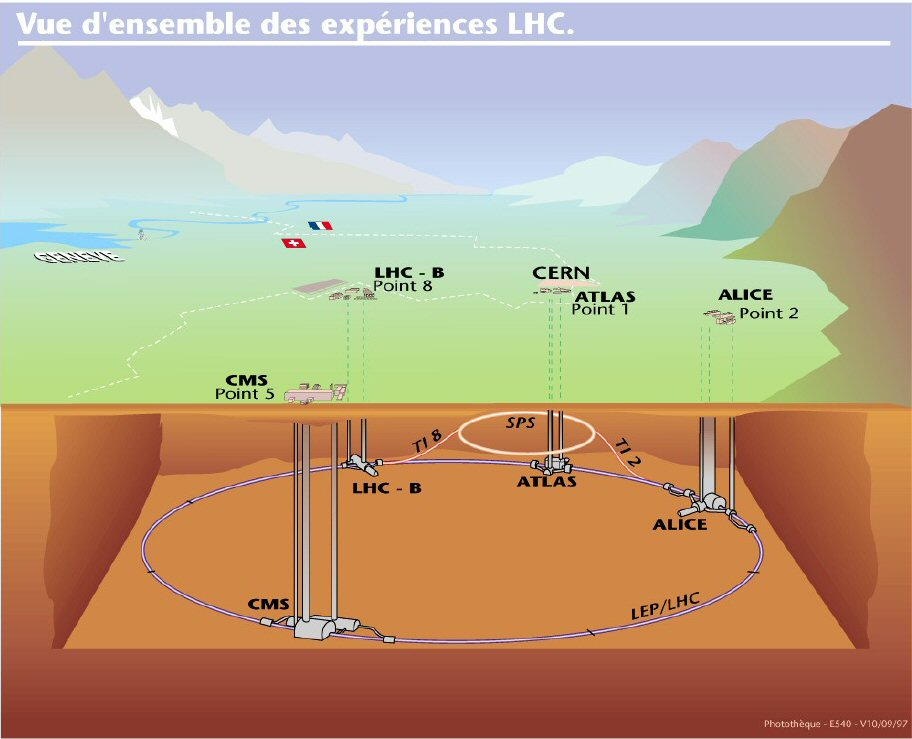 Vue d'ensemble des expériences LHC.
GENEVE
LHC - B
Point 8
CERN
ATLAS
Point 1
ALICE
Point 2
CMS
Point 5
SPS
TI 8
TI 2
LHC - B
ATLAS
ALICE
CMS
LEP/LHC
Photothèque - E540 - V10/09/97